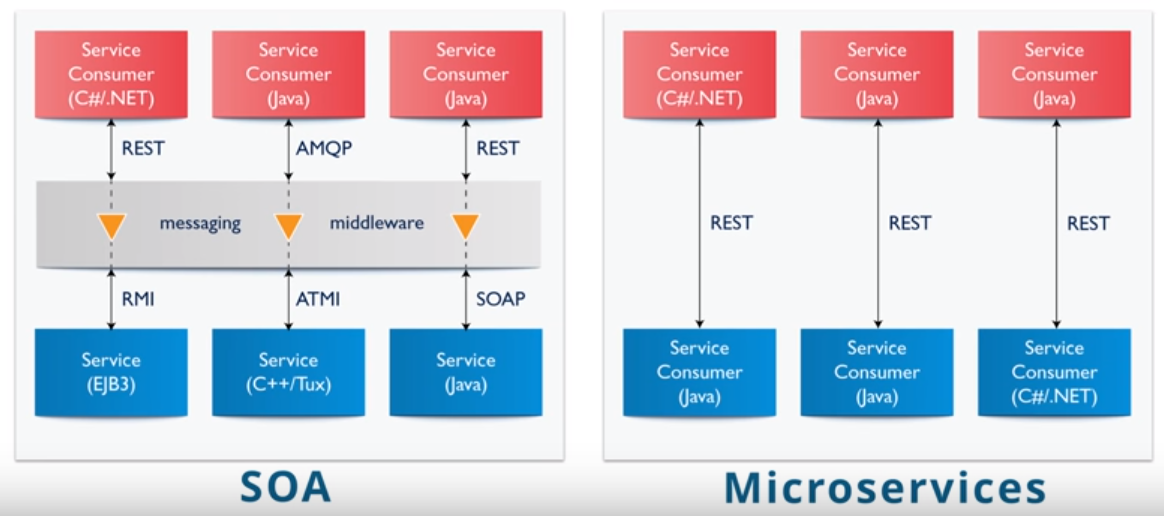 Service
Consumer
(C#/.NET)
Service
Consumer
(Java)
Service
Consumer
(Java)
REST
AMQP
REST
messaging
middleware
RMI
ATMI
SOAP
Service
(EJB3)
Service
(C++/Tux)
Service
(Java)
SOA
Service
Consumer
(C#/.NET)
Service
Consumer
(Java)
Service
Consumer
(Java)
REST
REST
REST
Service
Consumer
(Java)
Service
Consumer
(Java)
Service
Consumer
(C#/.NET)
Microservices